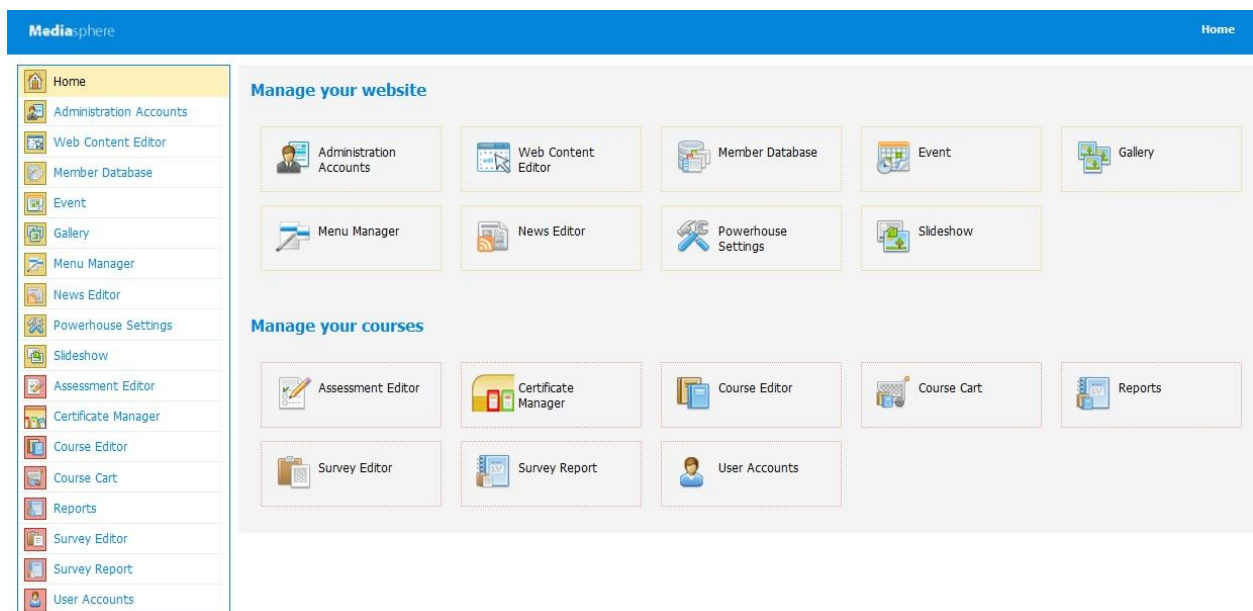 Mediasphere
Home
Home
Administration Accounts
Web Content Editor
Member Database
Event
Gallery
Menu Manager
News Editor
Powerhouse Settings
Slideshow
Assessment Editor
Certificate Manager
Course Editor
Course Cart
Reports
Survey Editor
Survey Report
User Accounts
Manage your website
Administration
Accounts
Web Content
Editor
Member Database
Event
Gallery
Menu Manager
News Editor
Powerhouse
Settings
Slideshow
Manage your courses
Assessment Editor
Certificate
Manager
Course Editor
Course Cart
Reports
Survey Editor
Survey Report
User Accounts